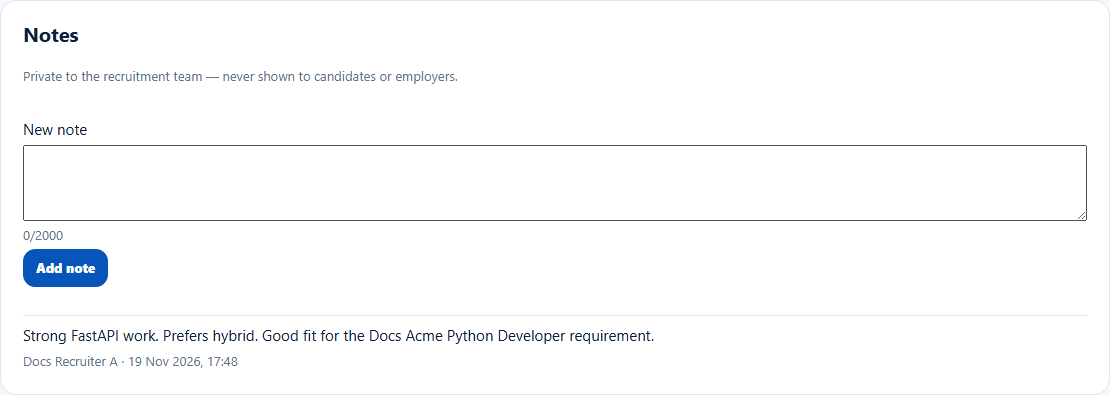 Notes
Private to the recruitment team — never shown to candidates or employers.
New note
0/2000
Add note
Strong FastAPI work. Prefers hybrid. Good fit for the Docs Acme Python Developer requirement.
Docs Recruiter A · 19 Nov 2026, 17:48